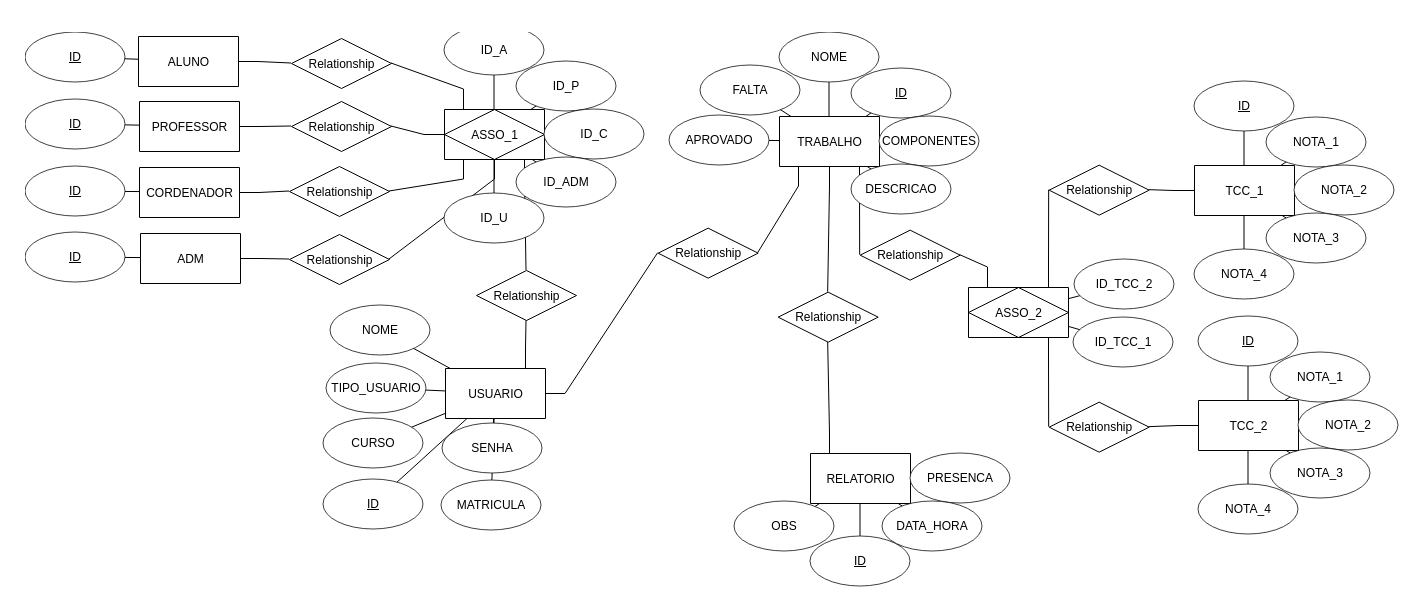 ID
ALUNO
Relationship
ID
PROFESSOR
Relationship
ID
CORDENADOR
Relationship
ID
ADM
Relationship
ID_A
ID_P
ASSO_1
ID_C
ID_ADM
ID_U
Relationship
NOME
TIPO_USUARIO
USUARIO
CURSO
SENHA
ID
MATRICULA
Relationship
NOME
FALTA
ID
APROVADO
TRABALHO
COMPONENTES
DESCRICAO
Relationship
Relationship
RELATORIO
PRESENCA
OBS
DATA_HORA
ID
ASSO_2
ID_TCC_2
ID_TCC_1
Relationship
ID
NOTA_1
TCC_1
NOTA_2
NOTA_3
NOTA_4
Relationship
ID
NOTA_1
TCC_2
NOTA_2
NOTA_3
NOTA_4